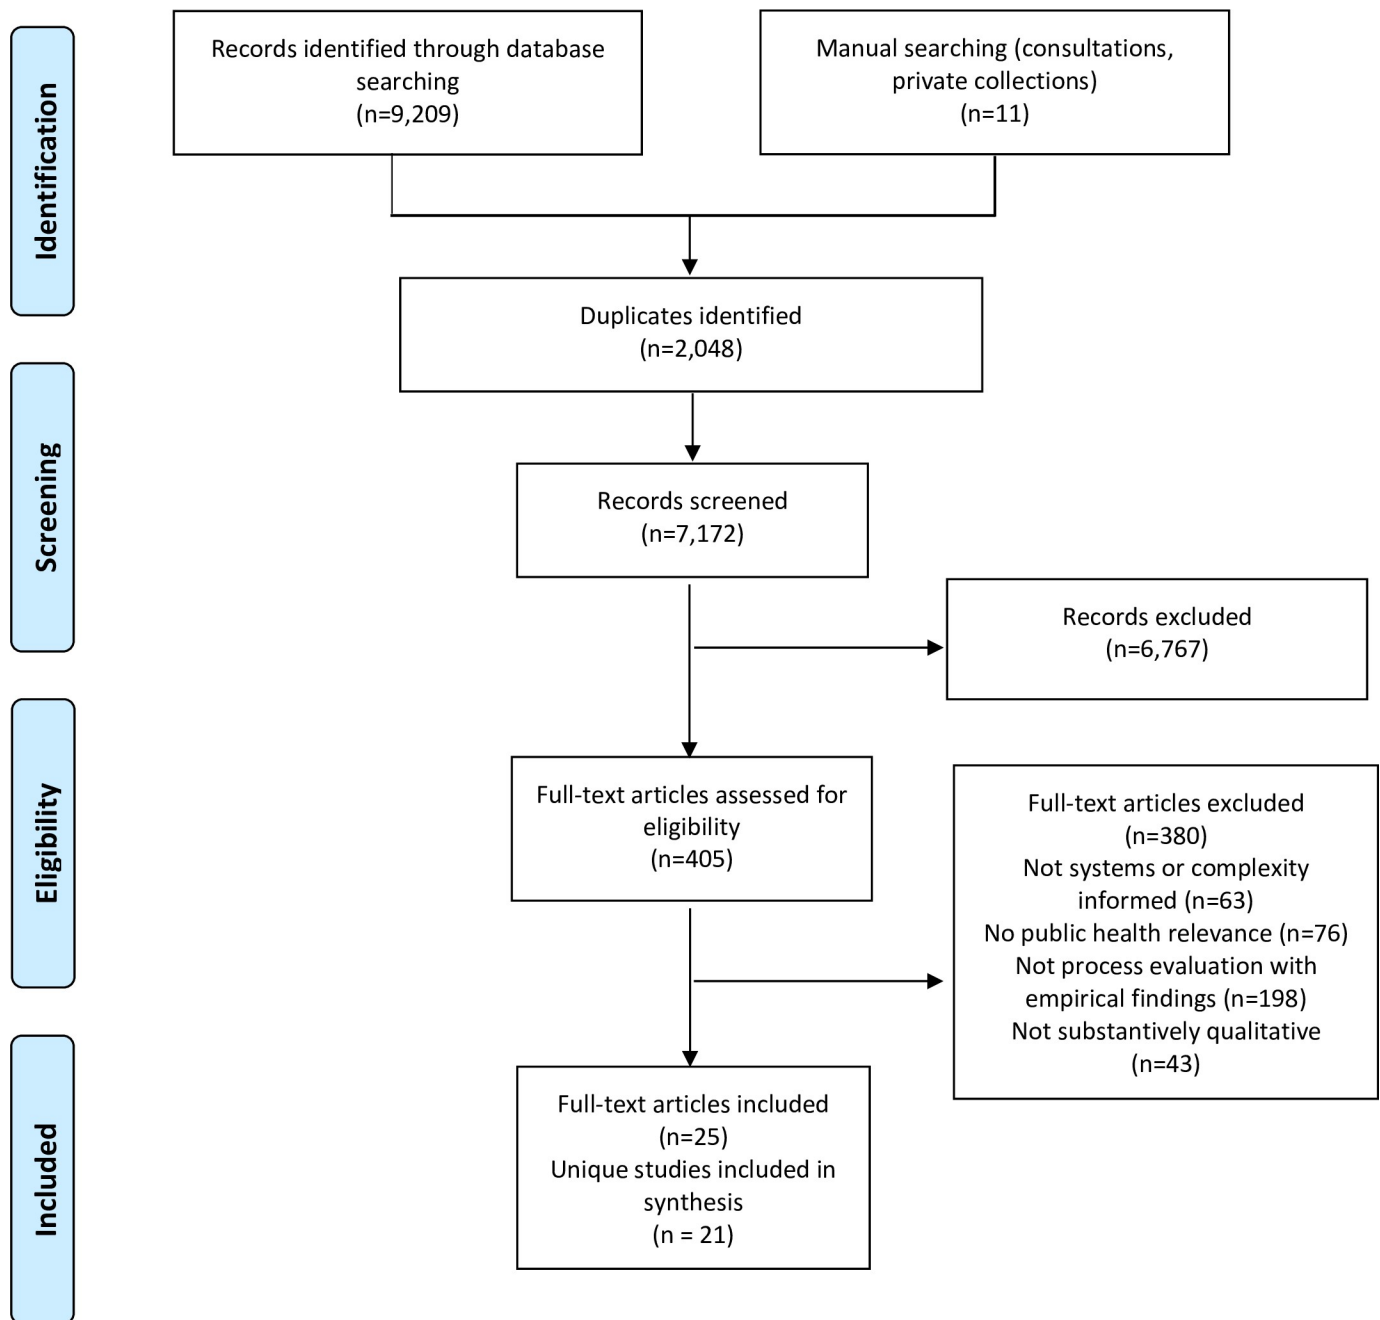 Identification
Records identified through database
searching
(n=9,209)
Manual searching (consultations,
private collections)
(n=11)
Duplicates identified
(n=2,048)
Screening
Records screened
(n=7,172)
Records excluded
(n=6,767)
Eligibility
Full-text articles assessed for
eligibility
(n=405)
Full-text articles excluded
(n=380)
Not systems or complexity
informed (n=63)
No public health relevance (n=76)
Not process evaluation with
empirical findings (n=198)
Not substantively qualitative
(n=43)
Included
Full-text articles included
(n=25)
Unique studies included in
synthesis
(n = 21)